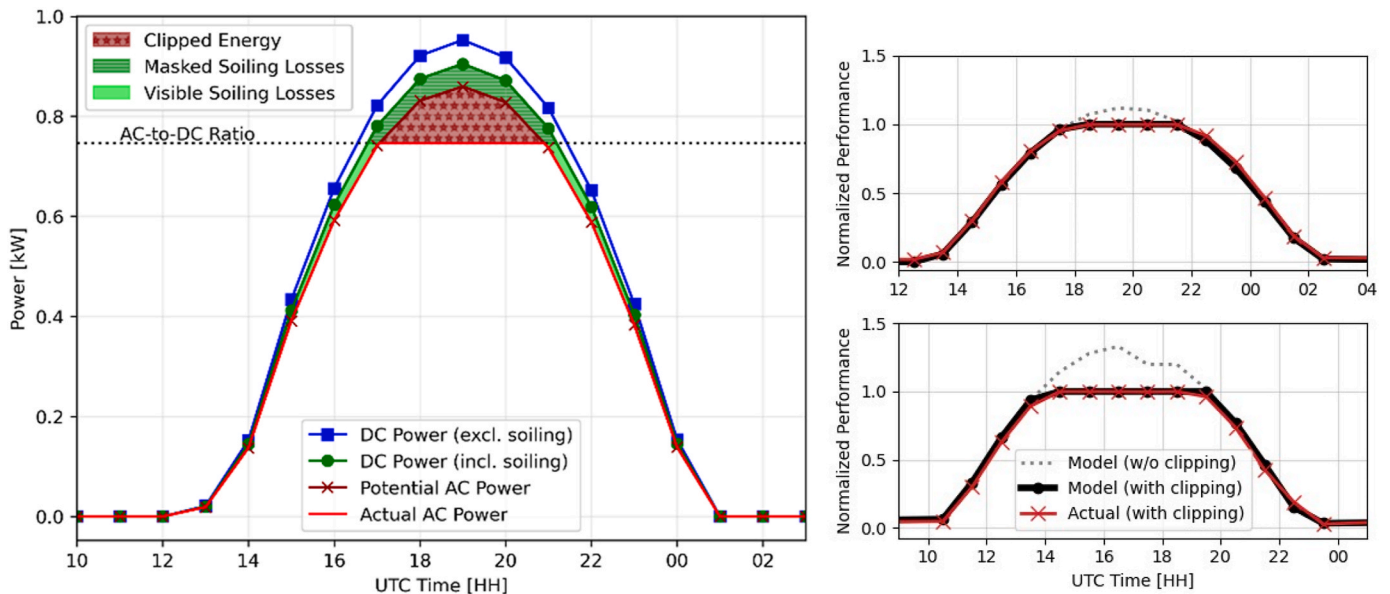 1.0
0.8
0.6
0.4
0.2
0.0
Power [kW]
Clipped Energy
Masked Soiling Losses
Visible Soiling Losses
AC-to-DC Ratio
DC Power (excl. soiling)
DC Power (incl. soiling)
Potential AC Power
Actual AC Power
10 12 14 16 18 20 22 00 02
UTC Time [HH]
1.5
1.0
0.5
0.0
Normalized Performance
12 14 16 18 20 22 00 02 04
1.5
1.0
0.5
0.0
Normalized Performance
Model (w/o clipping)
Model (with clipping)
Actual (with clipping)
10 12 14 16 18 20 22 00
UTC Time [HH]